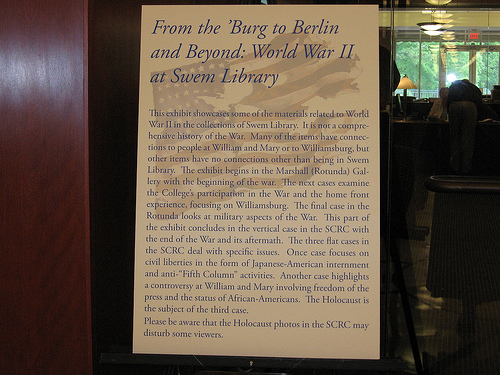 From the 'Burg to Berlin
and Beyond: World War II
at Swem Library
This exhibit showcases some of the materials related to World
War II in the collections of Swem Library. It is not a compre-
hensive history of the War. Many of the items have connec-
tions to people at William and Mary or to Williamsburg, but
other items have no connections other than being in Swem
Library. The exhibit begins in the Marshall (Rotunda) Gal-
lery with the beginning of the war. The next cases examine
the College's participation in the War and the home front
experience, focusing on Williamsburg. The final case in the
Rotunda looks at military aspects of the War. This part of
the exhibit concludes in the vertical case in the SCRC with
the end of the War and its aftermath. The three flat cases in
the SCRC deal with specific issues. Once case focuses on
civil liberties in the form of Japanese-American internment
and anti-"Fifth Column" activities. Another case highlights
a controversy at William and Mary involving freedom of the
press and the status of African-Americans. The Holocaust is
the subject of the third case.
Please be aware that the Holocaust photos in the SCRC may
disturb some viewers.